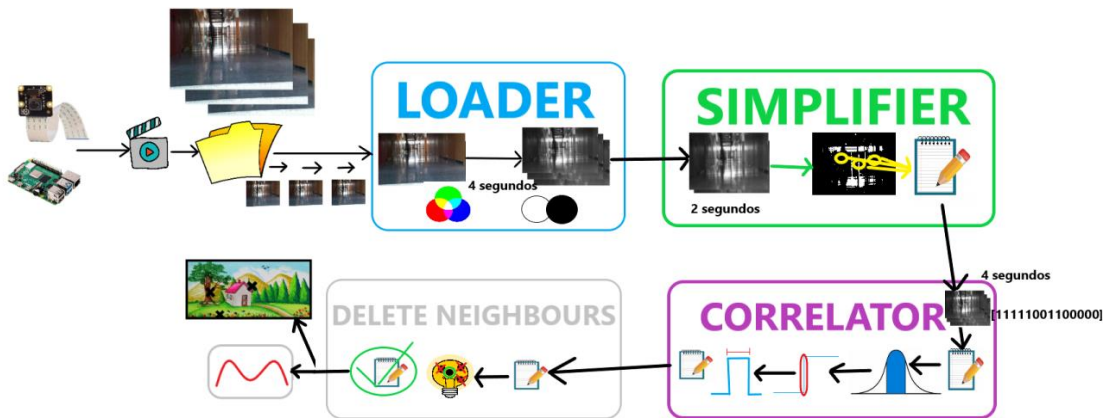 LOADER
4 segundos
SIMPLIFIER
2 segundos
4 segundos
[11111001100000]
CORRELATOR
DELETE NEIGHBOURS